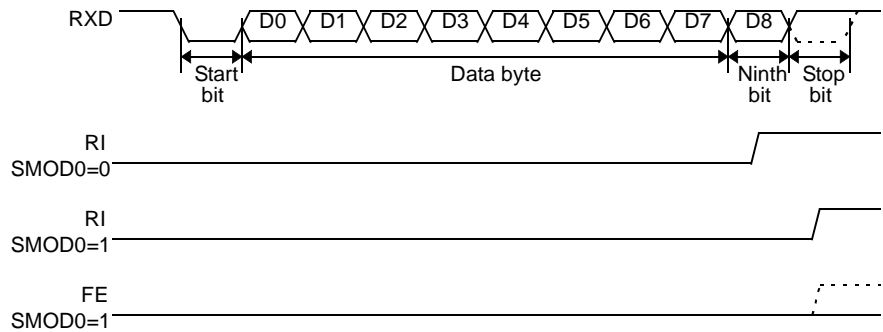 RXD D0 D1 D2 D3 D4 D5 D6 D7 D8
Start bit Data byte Ninth bit Stop bit
RI
SMOD0=0
RI
SMOD0=1
FE
SMOD0=1